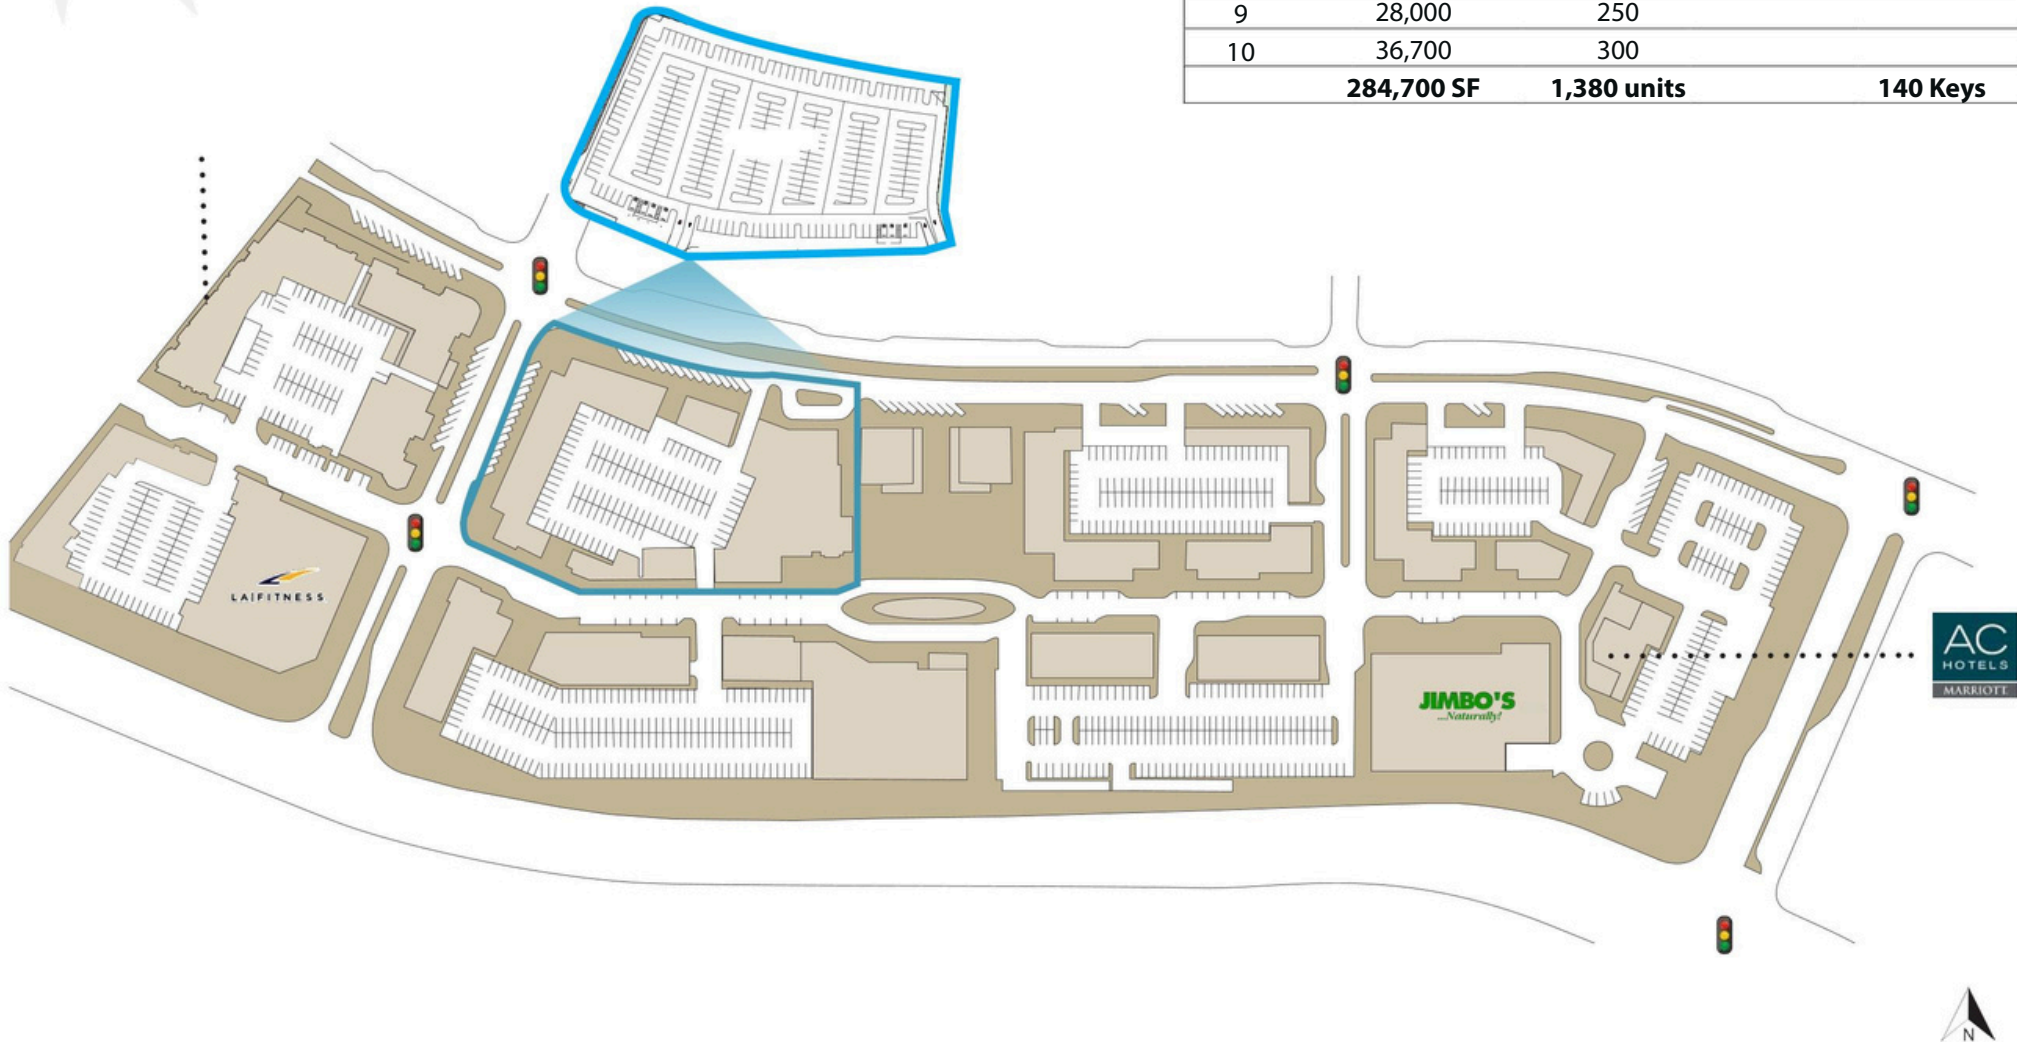 9 28,000 250
10 36,700 300
284,700 SF 1,380 units 140 Keys
LA|FITNESS
AC
HOTELS
MARRIOTT
JIMBO'S
...Naturally!
N